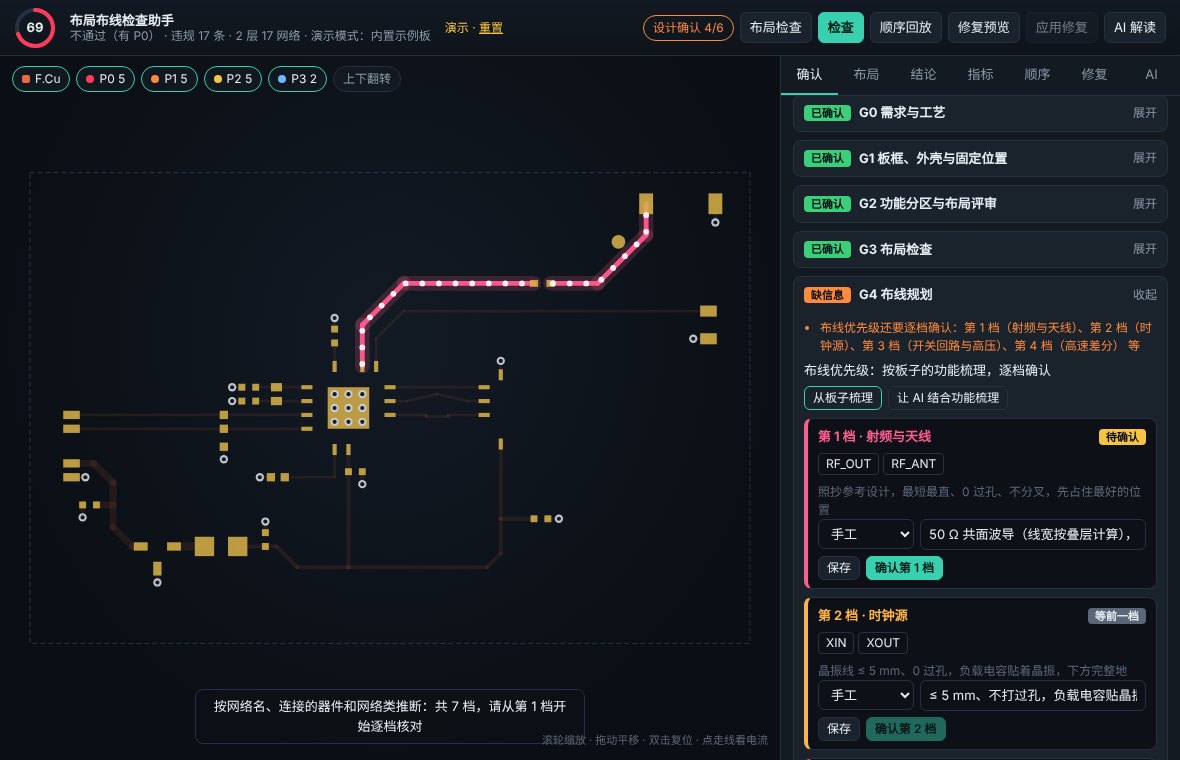 69
布局布线检查助手
不通过（有 P0） · 违规 17 条 · 2 层 17 网络 · 演示模式：内置示例板
演示 · 重置
设计确认 4/6
布局检查
检查
顺序回放
修复预览
应用修复
AI 解读
F.Cu
P0 5
P1 5
P2 5
P3 2
上下翻转
确认
布局
结论
指标
顺序
修复
AI
已确认 G0 需求与工艺 展开
已确认 G1 板框、外壳与固定位置 展开
已确认 G2 功能分区与布局评审 展开
已确认 G3 布局检查 展开
缺信息 G4 布线规划 收起
• 布线优先级还要逐档确认：第 1 档（射频与天线）、第 2 档（时
钟源）、第 3 档（开关回路与高压）、第 4 档（高速差分） 等
布线优先级：按板子的功能梳理，逐档确认
从板子梳理
让 AI 结合功能梳理
第 1 档 · 射频与天线 待确认
RF_OUT RF_ANT
照抄参考设计，最短最直、0 过孔、不分叉，先占住最好的位
置
手工 50 Ω 共面波导（线宽按叠层计算），
保存 确认第 1 档
第 2 档 · 时钟源 等前一档
XIN XOUT
晶振线 ≤ 5 mm、0 过孔，负载电容贴着晶振，下方完整地
手工 ≤ 5 mm、不打过孔，负载电容贴晶
保存 确认第 2 档
按网络名、连接的器件和网络类推断：共 7 档，请从第 1 档开
始逐档核对
滚轮缩放 · 拖动平移 · 双击复位 · 点走线看电流